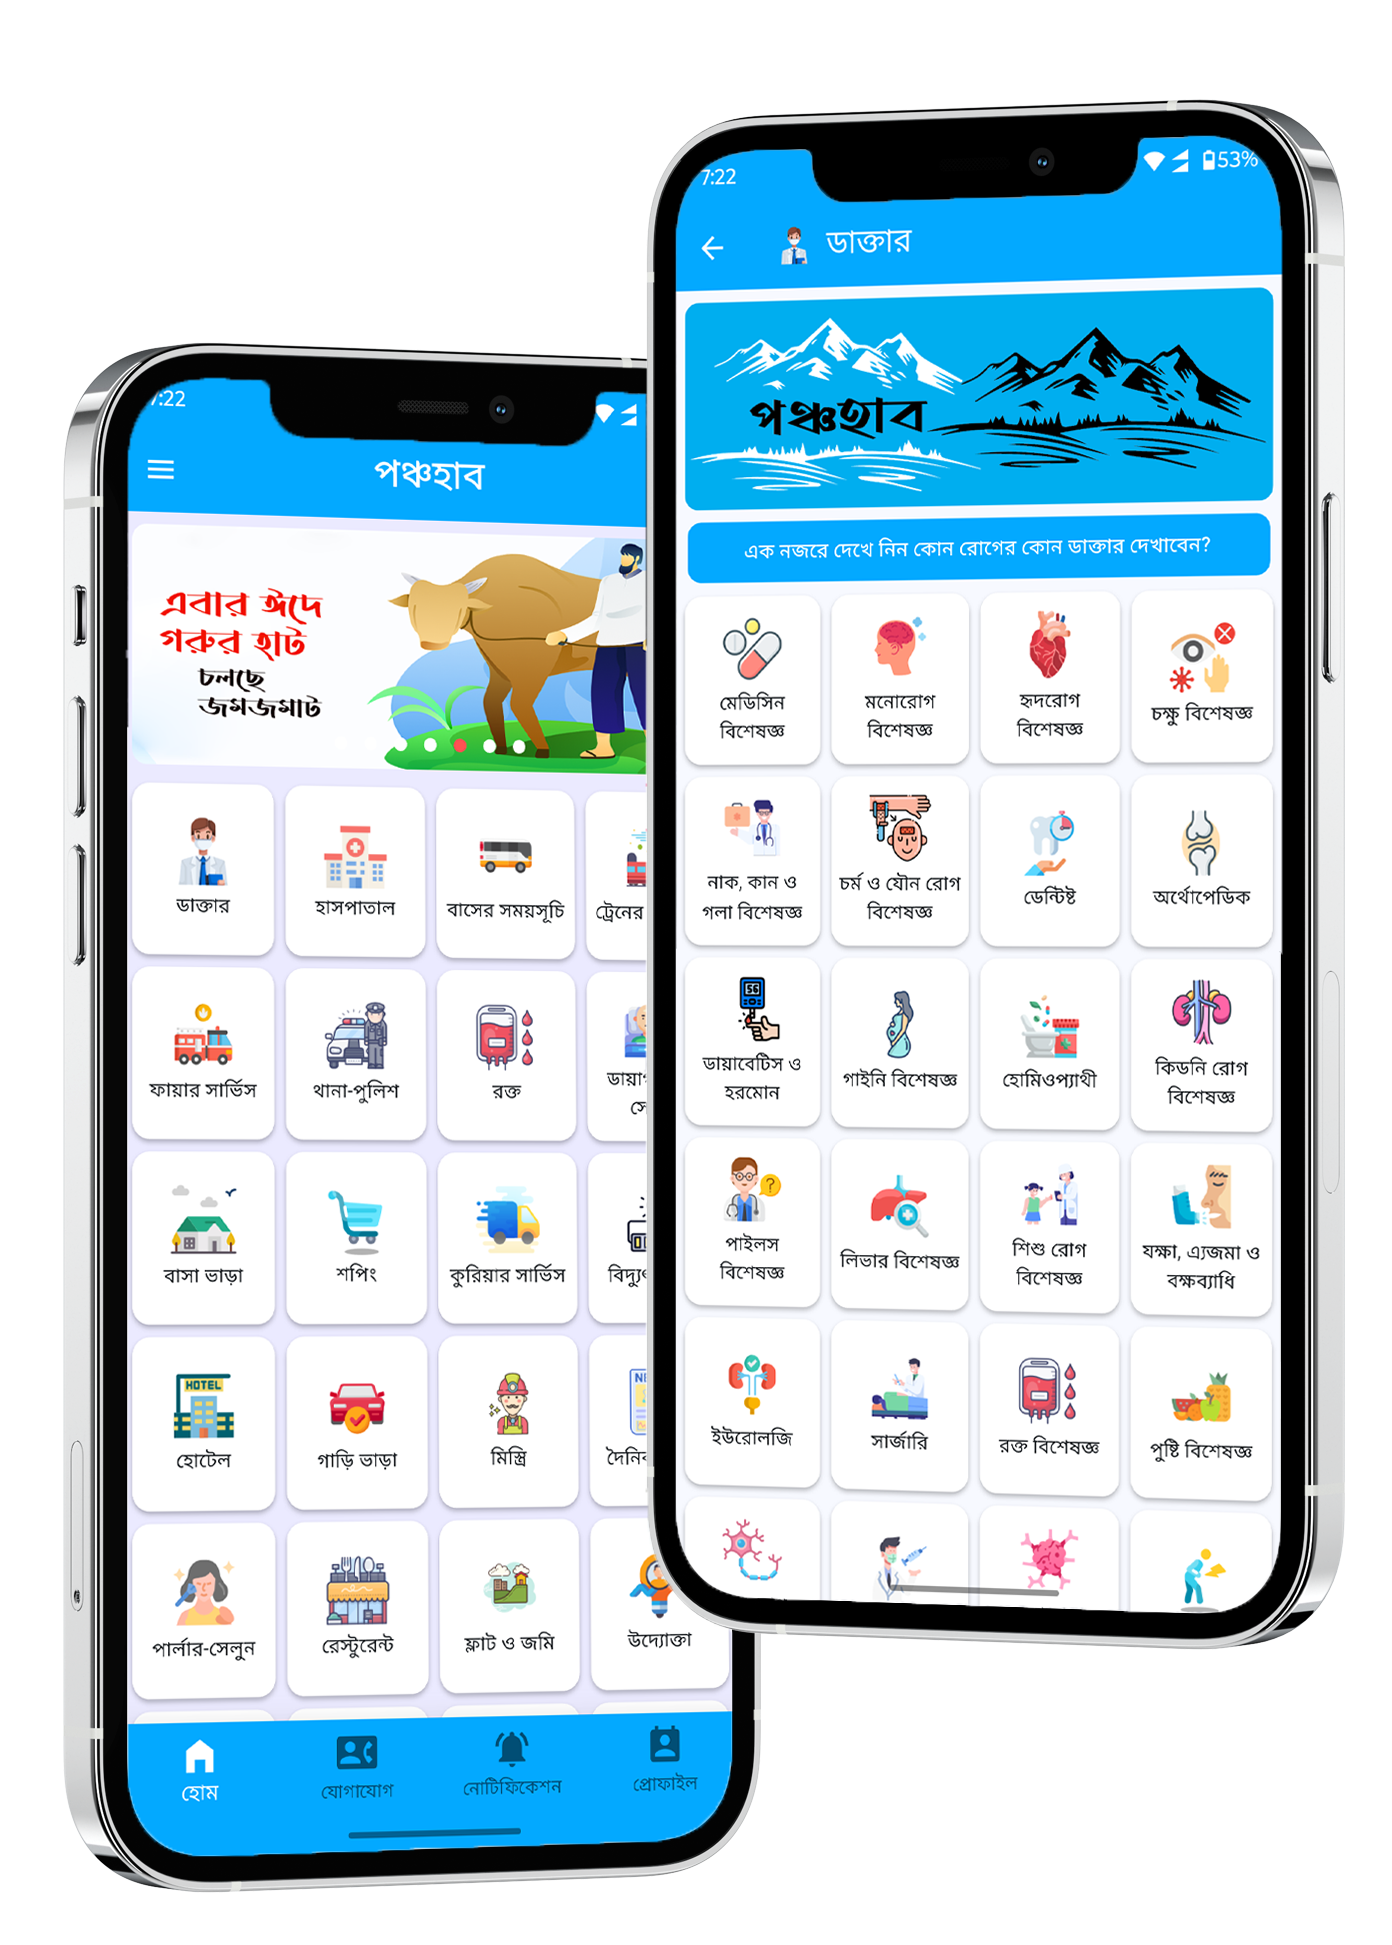 7:22
পঞ্চহাব
এবার ঈদে
গরুর হাট
চলছে
জমজমাট
ডাক্তার
হাসপাতাল
বাসের সময়সূচি
ট্রেনের
ফায়ার সার্ভিস
থানা-পুলিশ
রক্ত
বাসা ভাড়া
শপিং
কুরিয়ার সার্ভিস
HOTEL
হোটেল
গাড়ি ভাড়া
মিস্ত্রি
পার্লার-সেলুন
রেস্টুরেন্ট
ফ্লাট ও জমি
উদ্যোক্তা
হোম
যোগাযোগ
নোটিফিকেশন
প্রোফাইল
7:22
53%
ডাক্তার
পঞ্চহাব
এক নজরে দেখে নিন কোন রোগের কোন ডাক্তার দেখাবেন?
মেডিসিন
বিশেষজ্ঞ
মনোরোগ
বিশেষজ্ঞ
হৃদরোগ
বিশেষজ্ঞ
চক্ষু বিশেষজ্ঞ
নাক, কান ও
গলা বিশেষজ্ঞ
চর্ম ও যৌন রোগ
বিশেষজ্ঞ
ডেন্টিষ্ট
অর্থোপেডিক
56
ডায়াবেটিস ও
হরমোন
গাইনি বিশেষজ্ঞ
হোমিওপ্যাথী
কিডনি রোগ
বিশেষজ্ঞ
পাইলস
বিশেষজ্ঞ
লিভার বিশেষজ্ঞ
শিশু রোগ
বিশেষজ্ঞ
যক্ষা, এ্যজমা ও
বক্ষব্যাধি
ইউরোলজি
সার্জারি
রক্ত বিশেষজ্ঞ
পুষ্টি বিশেষজ্ঞ